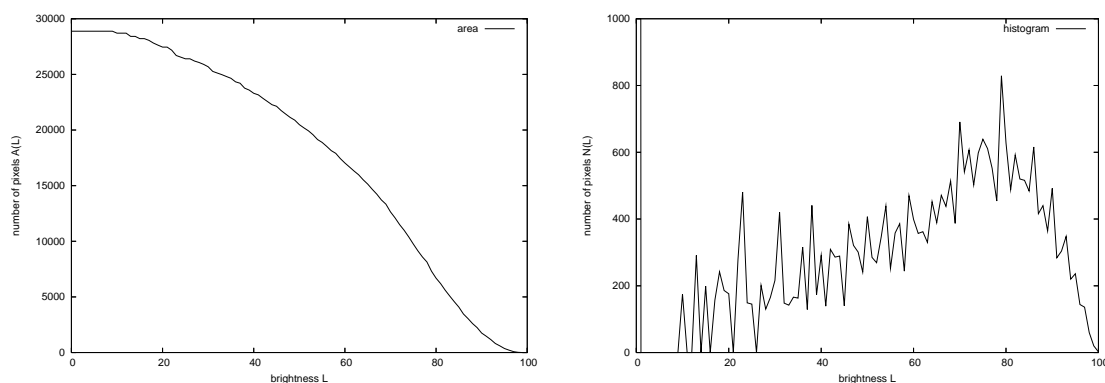 30000
25000
20000
15000
10000
5000
0
0 20 40 60 80 100
number of pixels A(L)
brightness L
area
1000
800
600
400
200
0
0 20 40 60 80 100
number of pixels N(L)
brightness L
histogram